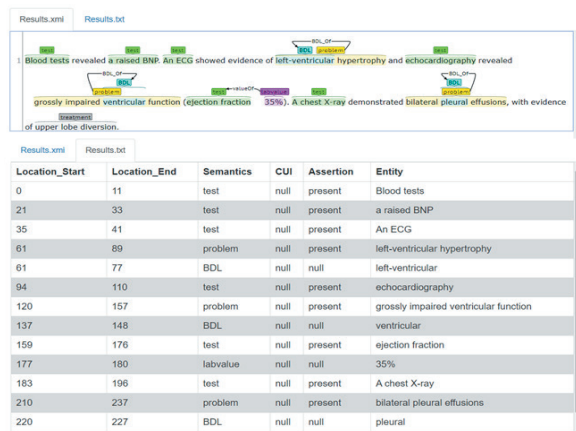 Results.xmi Results.txt
BDL_Of
test test test BDL problem test
1 Blood tests revealed a raised BNP. An ECG showed evidence of left-ventricular hypertrophy and echocardiography revealed
BDL_Of BDL_Of
BDL BDL
problem test valueOf labvalue test problem
grossly impaired ventricular function (ejection fraction 35%). A chest X-ray demonstrated bilateral pleural effusions, with evidence
treatment
of upper lobe diversion.
Results.xmi Results.txt
Location_Start Location_End Semantics CUI Assertion Entity
0 11 test null present Blood tests
21 33 test null present a raised BNP
35 41 test null present An ECG
61 89 problem null present left-ventricular hypertrophy
61 77 BDL null null left-ventricular
94 110 test null present echocardiography
120 157 problem null present grossly impaired ventricular function
137 148 BDL null null ventricular
159 176 test null present ejection fraction
177 180 labvalue null null 35%
183 196 test null present A chest X-ray
210 237 problem null present bilateral pleural effusions
220 227 BDL null null pleural